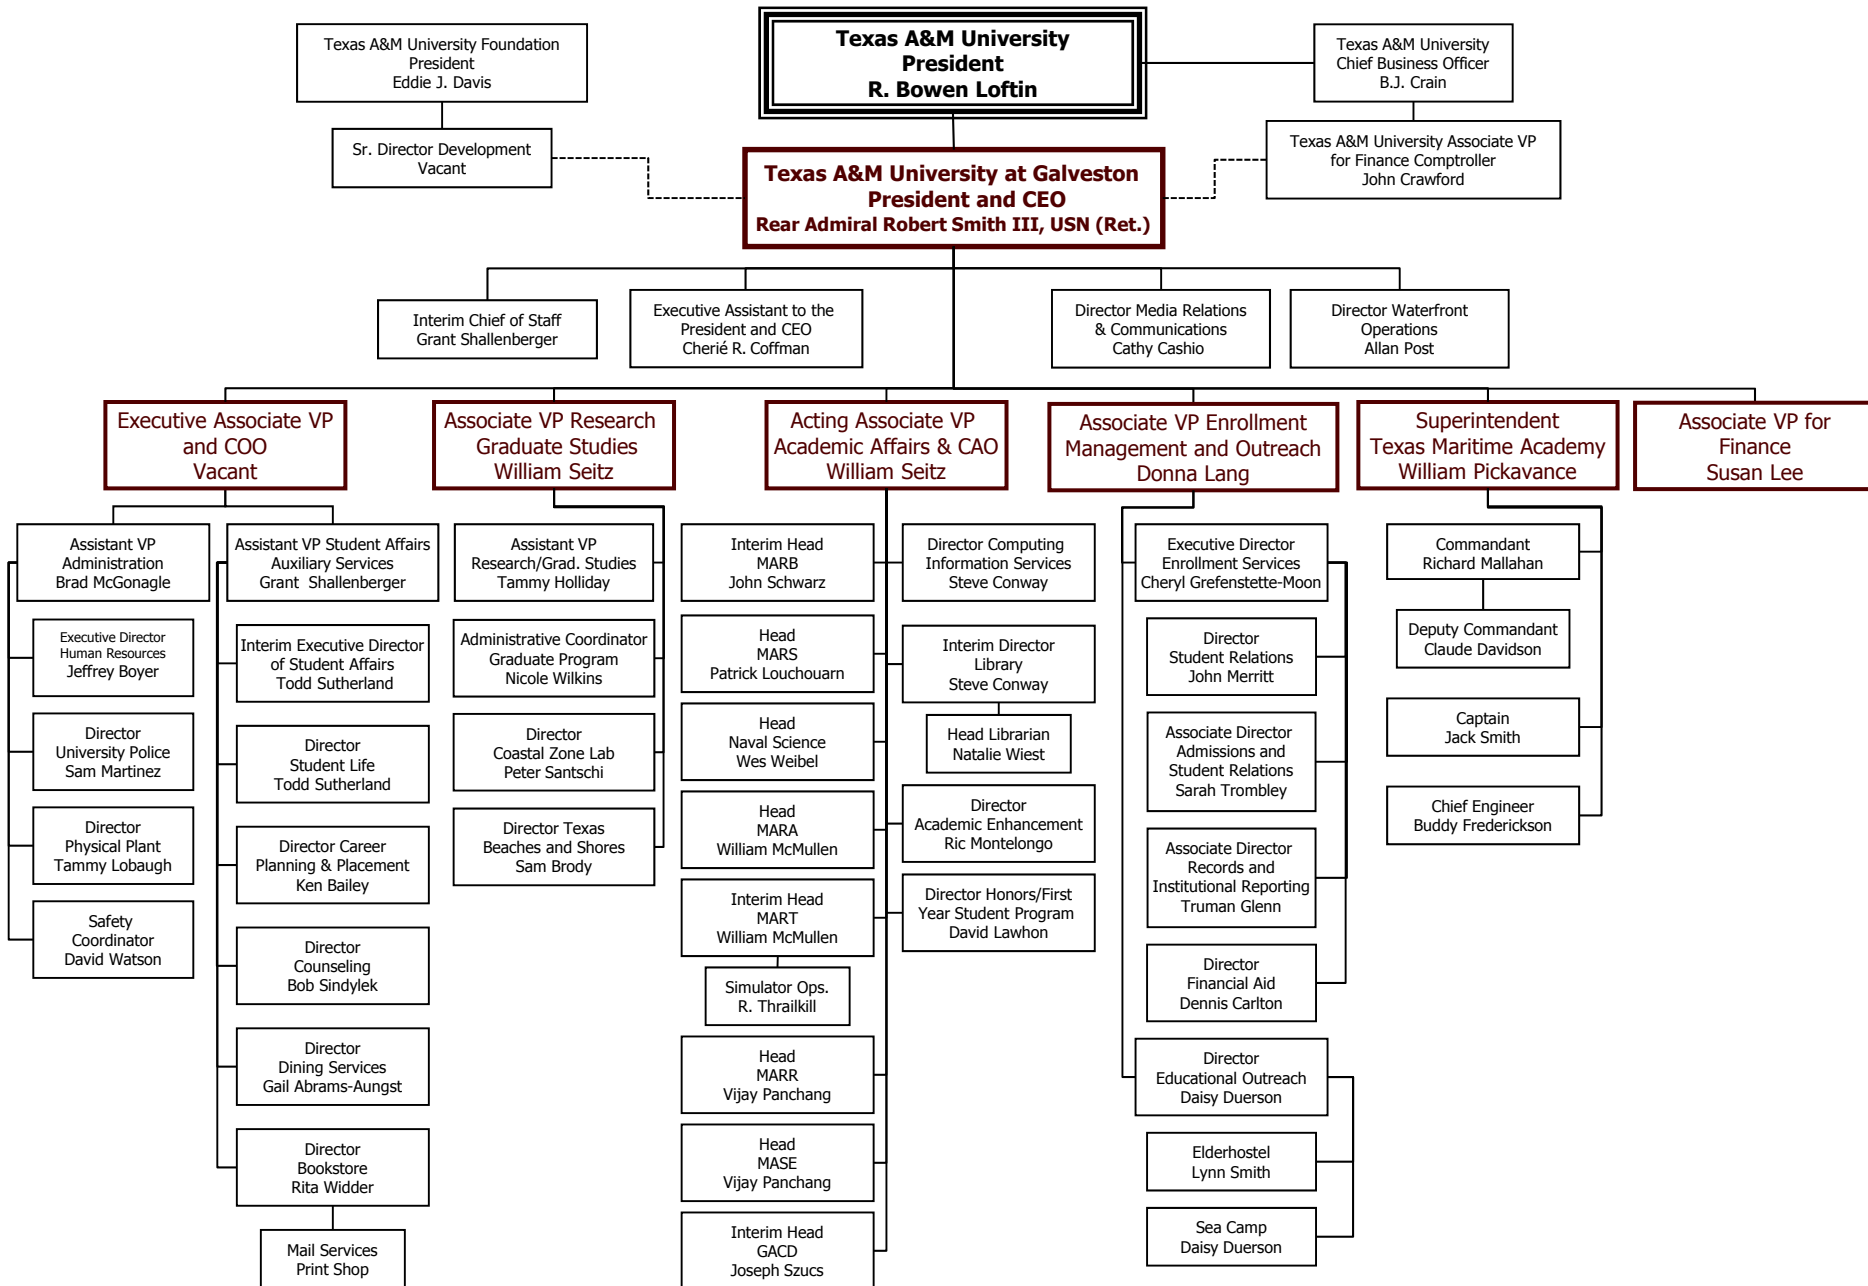 Texas A&M University Foundation
President
Eddie J. Davis
Texas A&M University
President
R. Bowen Loftin
Texas A&M University
Chief Business Officer
B.J. Crain
Sr. Director Development
Vacant
Texas A&M University at Galveston
President and CEO
Rear Admiral Robert Smith III, USN (Ret.)
Texas A&M University Associate VP
for Finance Comptroller
John Crawford
Interim Chief of Staff
Grant Shallenberger
Executive Assistant to the
President and CEO
Cherié R. Coffman
Director Media Relations
& Communications
Cathy Cashio
Director Waterfront
Operations
Allan Post
Executive Associate VP
and COO
Vacant
Associate VP Research
Graduate Studies
William Seitz
Acting Associate VP
Academic Affairs & CAO
William Seitz
Associate VP Enrollment
Management and Outreach
Donna Lang
Superintendent
Texas Maritime Academy
William Pickavance
Associate VP for
Finance
Susan Lee
Assistant VP
Administration
Brad McGonagle
Executive Director
Human Resources
Jeffrey Boyer
Director
University Police
Sam Martinez
Director
Physical Plant
Tammy Lobaugh
Safety
Coordinator
David Watson
Assistant VP Student Affairs
Auxiliary Services
Grant  Shallenberger
Interim Executive Director
of Student Affairs
Todd Sutherland
Director
Student Life
Todd Sutherland
Director Career
Planning & Placement
Ken Bailey
Director
Counseling
Bob Sindylek
Director
Dining Services
Gail Abrams-Aungst
Director
Bookstore
Rita Widder
Mail Services
Print Shop
Assistant VP
Research/Grad. Studies
Tammy Holliday
Administrative Coordinator
Graduate Program
Nicole Wilkins
Director
Coastal Zone Lab
Peter Santschi
Director Texas
Beaches and Shores
Sam Brody
Interim Head
MARB
John Schwarz
Head
MARS
Patrick Louchouarn
Head
Naval Science
Wes Weibel
Head
MARA
William McMullen
Interim Head
MART
William McMullen
Simulator Ops.
R. Thrailkill
Head
MARR
Vijay Panchang
Head
MASE
Vijay Panchang
Interim Head
GACD
Joseph Szucs
Director Computing
Information Services
Steve Conway
Interim Director
Library
Steve Conway
Head Librarian
Natalie Wiest
Director
Academic Enhancement
Ric Montelongo
Director Honors/First
Year Student Program
David Lawhon
Executive Director
Enrollment Services
Cheryl Grefenstette-Moon
Director
Student Relations
John Merritt
Associate Director
Admissions and
Student Relations
Sarah Trombley
Associate Director
Records and
Institutional Reporting
Truman Glenn
Director
Financial Aid
Dennis Carlton
Director
Educational Outreach
Daisy Duerson
Elderhostel
Lynn Smith
Sea Camp
Daisy Duerson
Commandant
Richard Mallahan
Deputy Commandant
Claude Davidson
Captain
Jack Smith
Chief Engineer
Buddy Frederickson